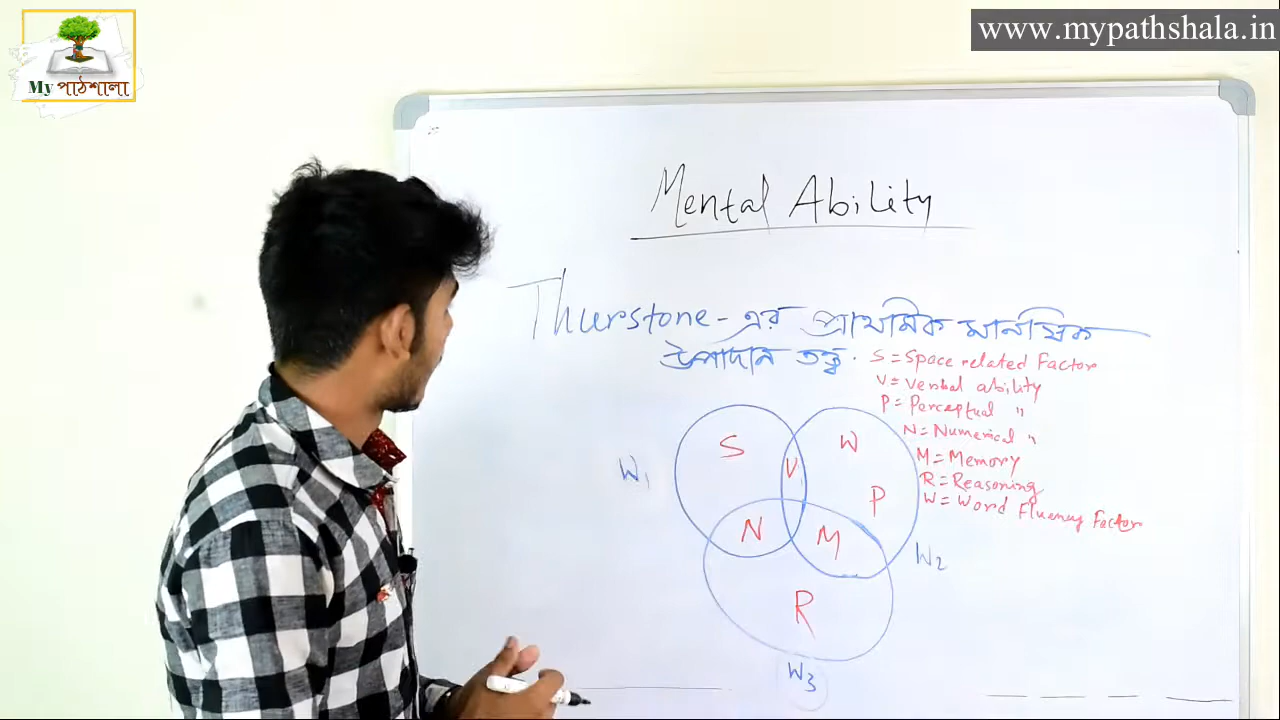 My পাঠশালা
www.mypathshala.in
Mental Ability
Thurstone-এর প্রাথমিক মানষিক
উপাদান তত্ত্ব.
S = Space related Factor
V = Verbal ability
P = Perceptual "
N = Numerical "
M = Memory
R = Reasoning
W = Word Fluency Factor
S
V
W
P
N
M
R
W1
W2
W3